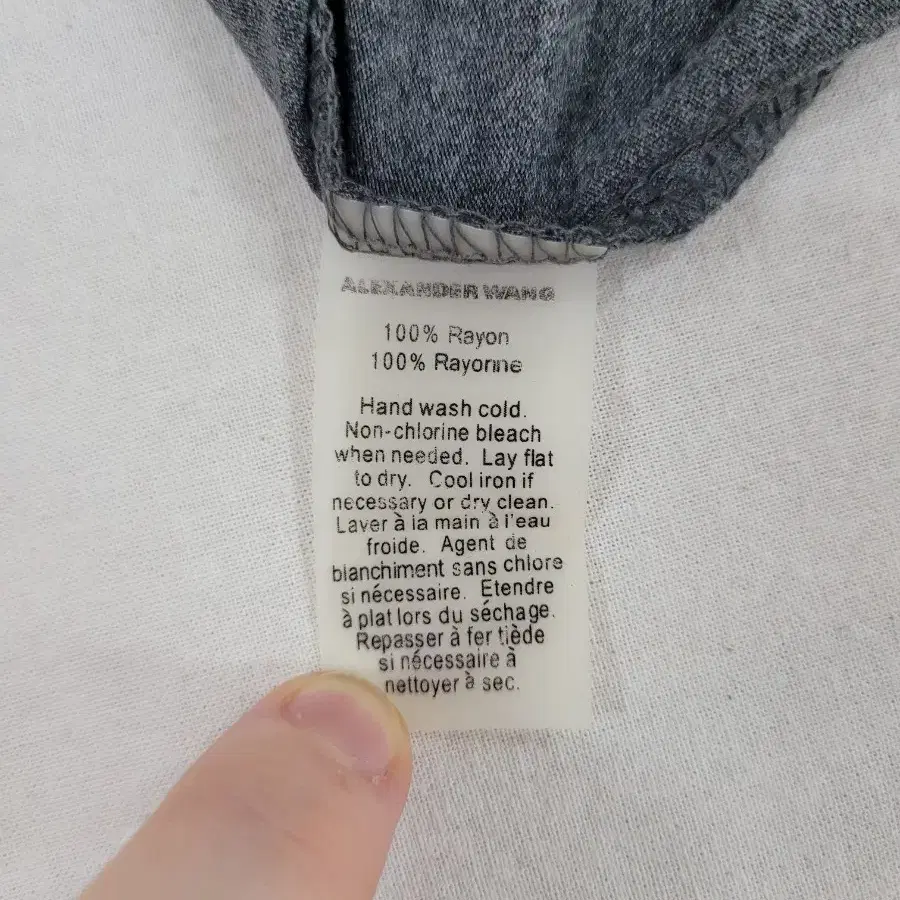 ALEXANDER WANG
100% Rayon
100% Rayonne
Hand wash cold.
Non-chlorine bleach
when needed. Lay flat
to dry. Cool iron if
necessary or dry clean.
Laver à la main à l'eau
froide. Agent de
blanchiment sans chlore
si nécessaire. Etendre
à plat lors du séchage.
Repasser à fer tiède
si nécessaire à
nettoyer à sec.